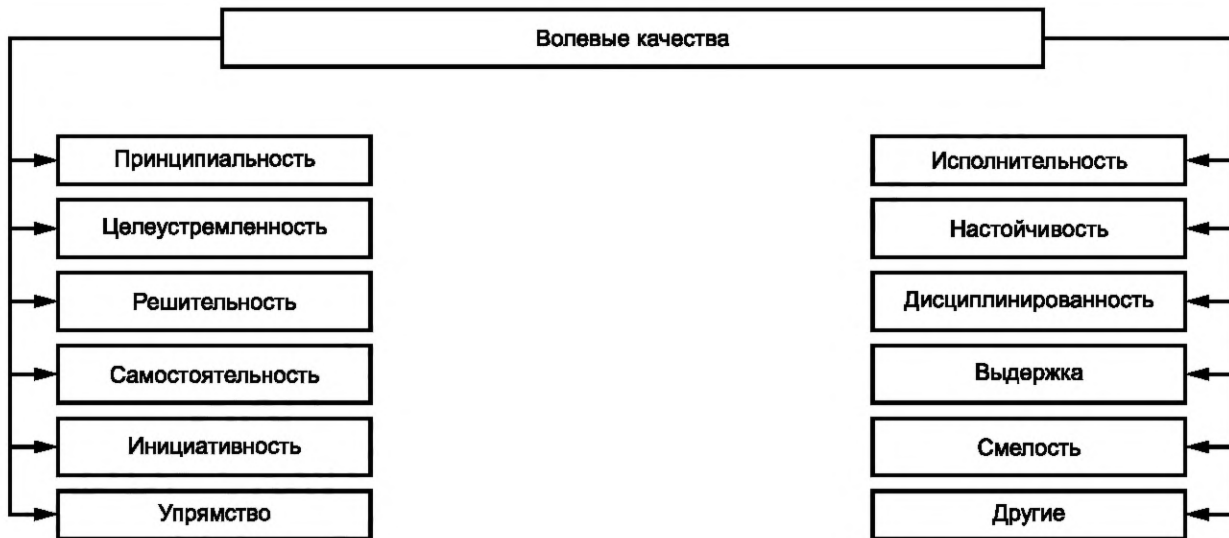 Волевые качества
Принципиальность
Исполнительность
Целеустремленность
Настойчивость
Решительность
Дисциплинированность
Самостоятельность
Выдержка
Инициативность
Смелость
Упрямство
Другие